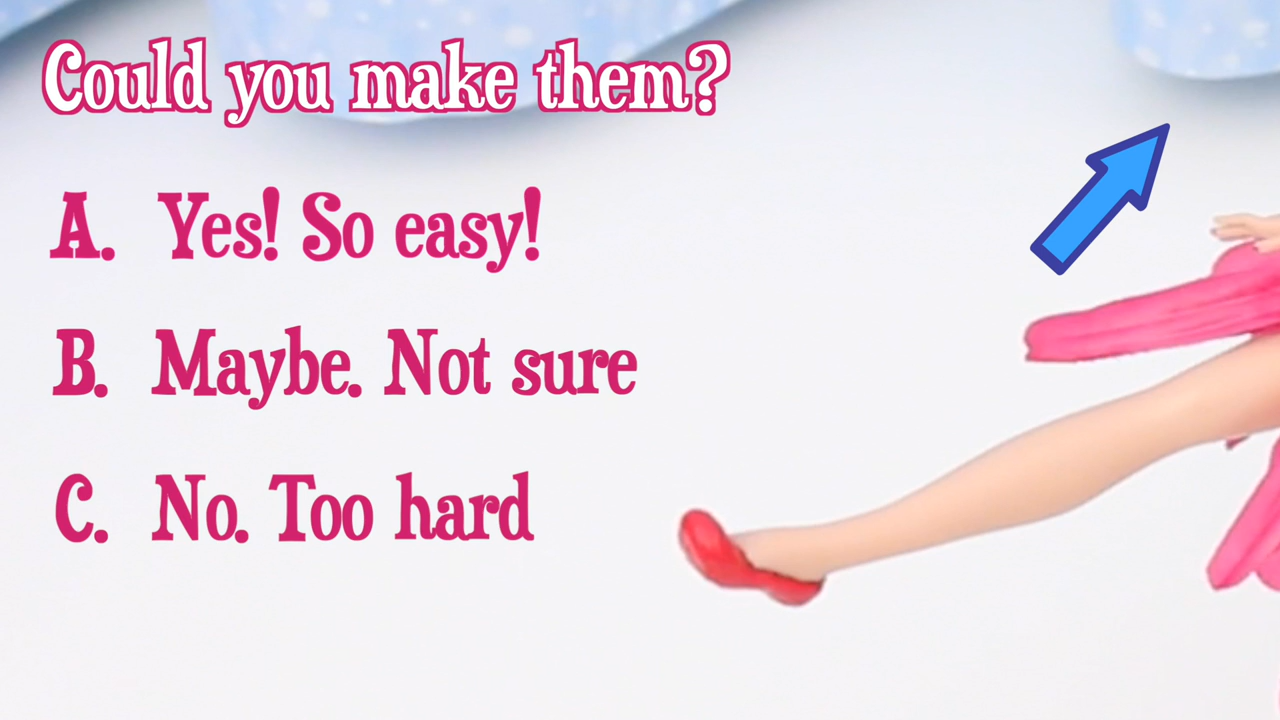 Could you make them?
A. Yes! So easy!
B. Maybe. Not sure
C. No. Too hard